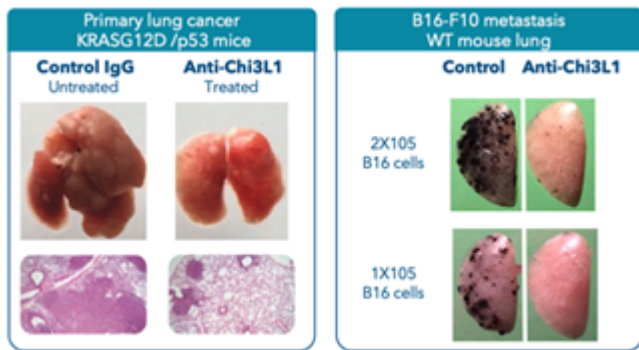 Primary lung cancer
KRASG12D /p53 mice
Control IgG
Untreated
Anti-Chi3L1
Treated
B16-F10 metastasis
WT mouse lung
Control
Anti-Chi3L1
2X105
B16 cells
1X105
B16 cells